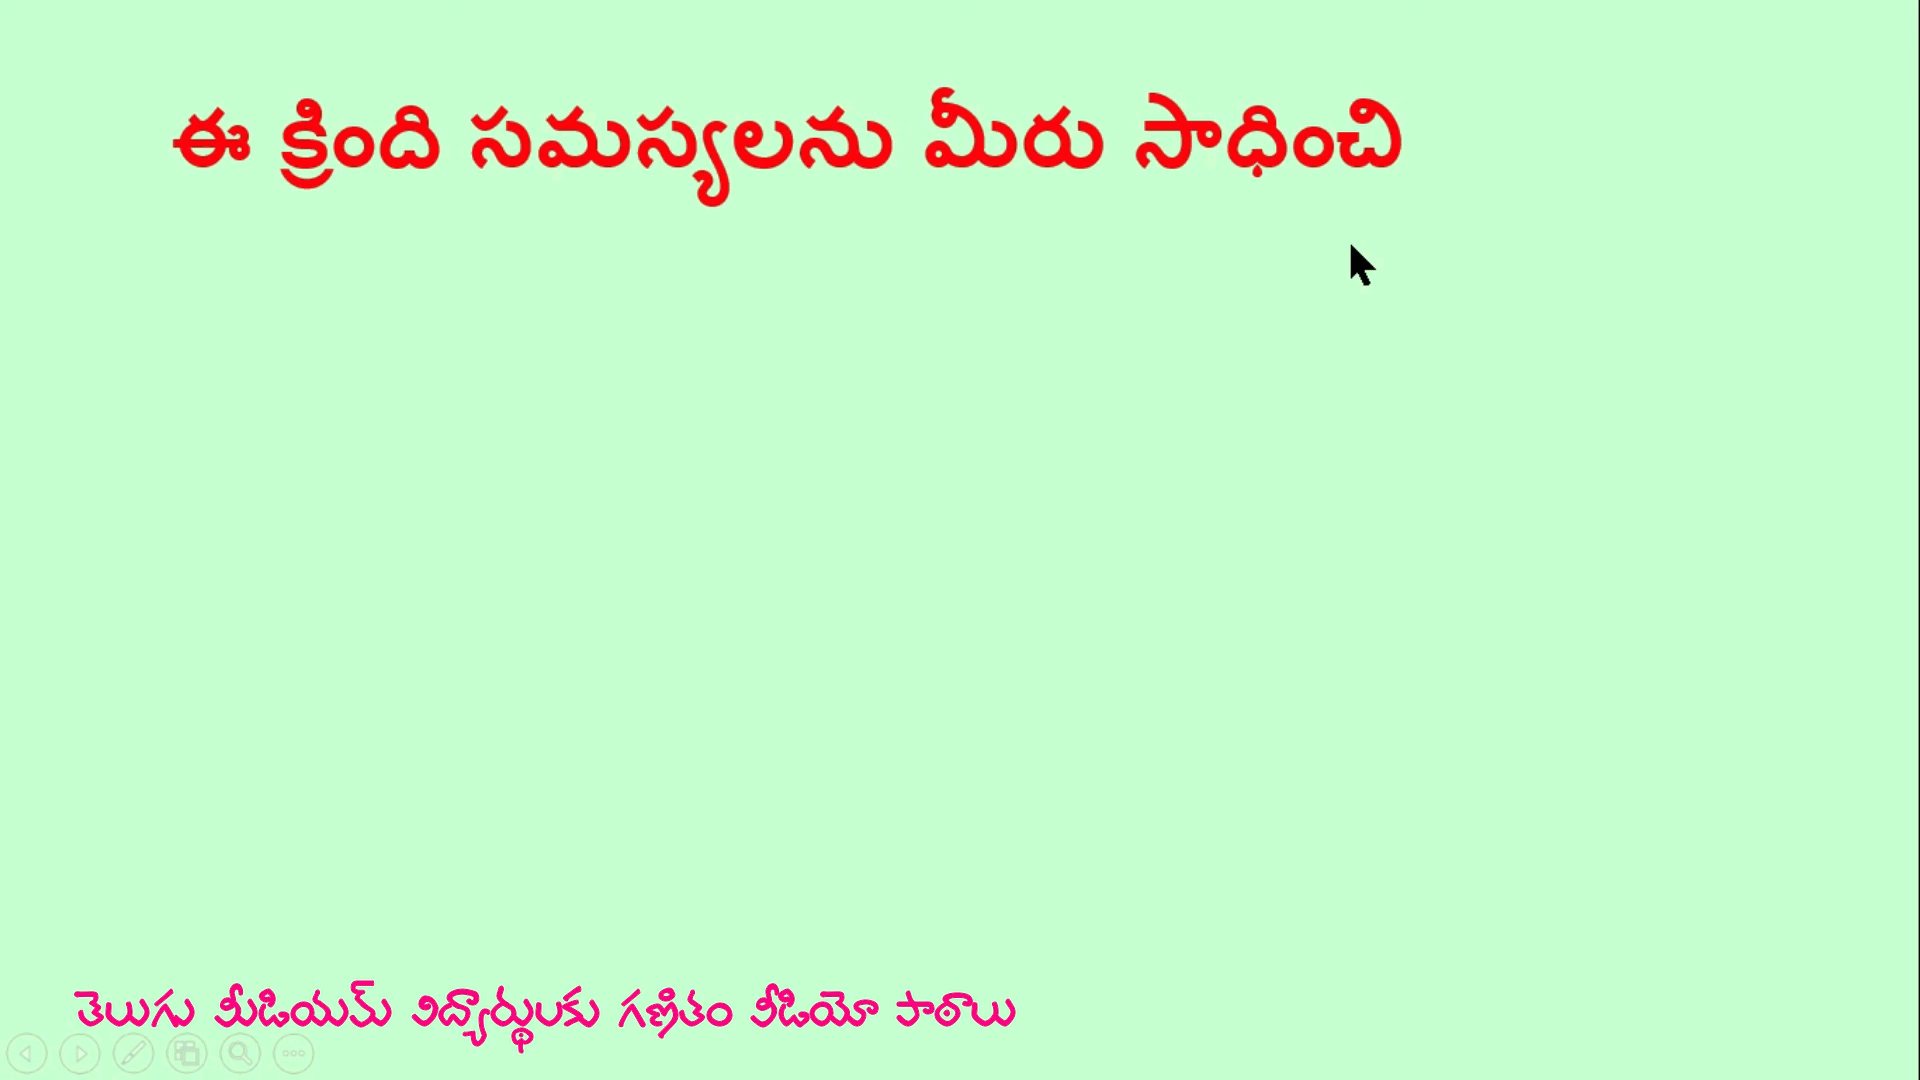 ఈ క్రింది సమస్యలను మీరు సాధించి
తెలుగు మీడియమ్ విద్యార్థులకు గణితం వీడియో పాఠాలు